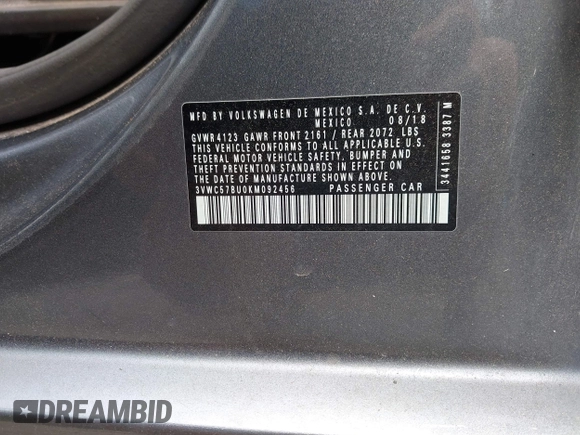 MFD BY VOLKSWAGEN DE MEXICO S.A. DE C.V.
MEXICO 08/18
GVWR4123 GAWR FRONT 2161 / REAR 2072 LBS
THIS VEHICLE CONFORMS TO ALL APPLICABLE U.S.
FEDERAL MOTOR VEHICLE SAFETY, BUMPER AND
THEFT PREVENTION STANDARDS IN EFFECT ON
THE DATE OF MANUFACTURE SHOWN ABOVE.
3VWC57BU0KM092456 PASSENGER CAR
3441658 3387 M
DREAMBID